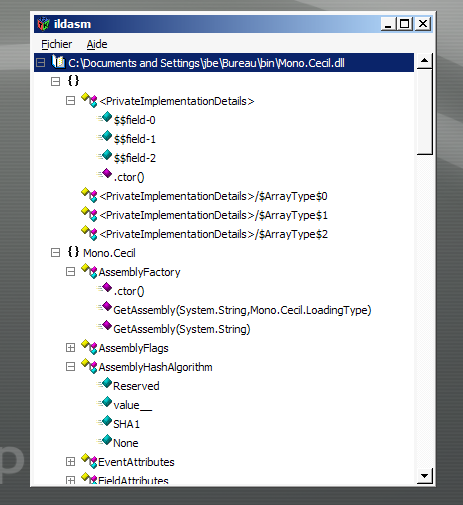 ildasm
Fichier Aide
C:\Documents and Settings\jbe\Bureau\bin\Mono.Cecil.dll
{}
<PrivateImplementationDetails>
$$field-0
$$field-1
$$field-2
.ctor()
<PrivateImplementationDetails>/$ArrayType$0
<PrivateImplementationDetails>/$ArrayType$1
<PrivateImplementationDetails>/$ArrayType$2
{} Mono.Cecil
AssemblyFactory
.ctor()
GetAssembly(System.String,Mono.Cecil.LoadingType)
GetAssembly(System.String)
AssemblyFlags
AssemblyHashAlgorithm
Reserved
value__
SHA1
None
EventAttributes
FieldAttributes
p